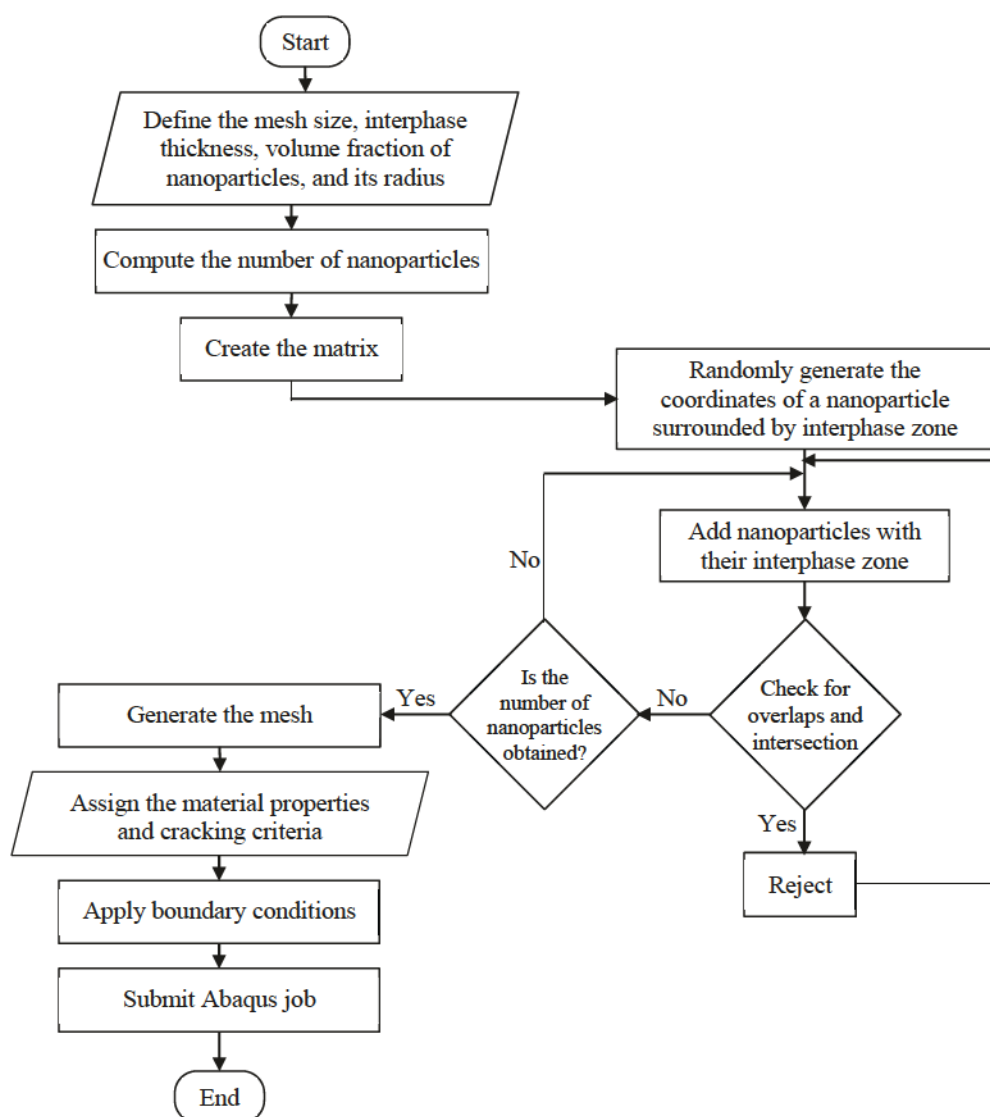 Start
Define the mesh size, interphase
thickness, volume fraction of
nanoparticles, and its radius
Compute the number of nanoparticles
Create the matrix
Randomly generate the
coordinates of a nanoparticle
surrounded by interphase zone
Add nanoparticles with
their interphase zone
No
Check for
overlaps and
intersection
No
Is the
number of
nanoparticles
obtained?
Yes
Generate the mesh
Assign the material properties
and cracking criteria
Yes
Reject
Apply boundary conditions
Submit Abaqus job
End